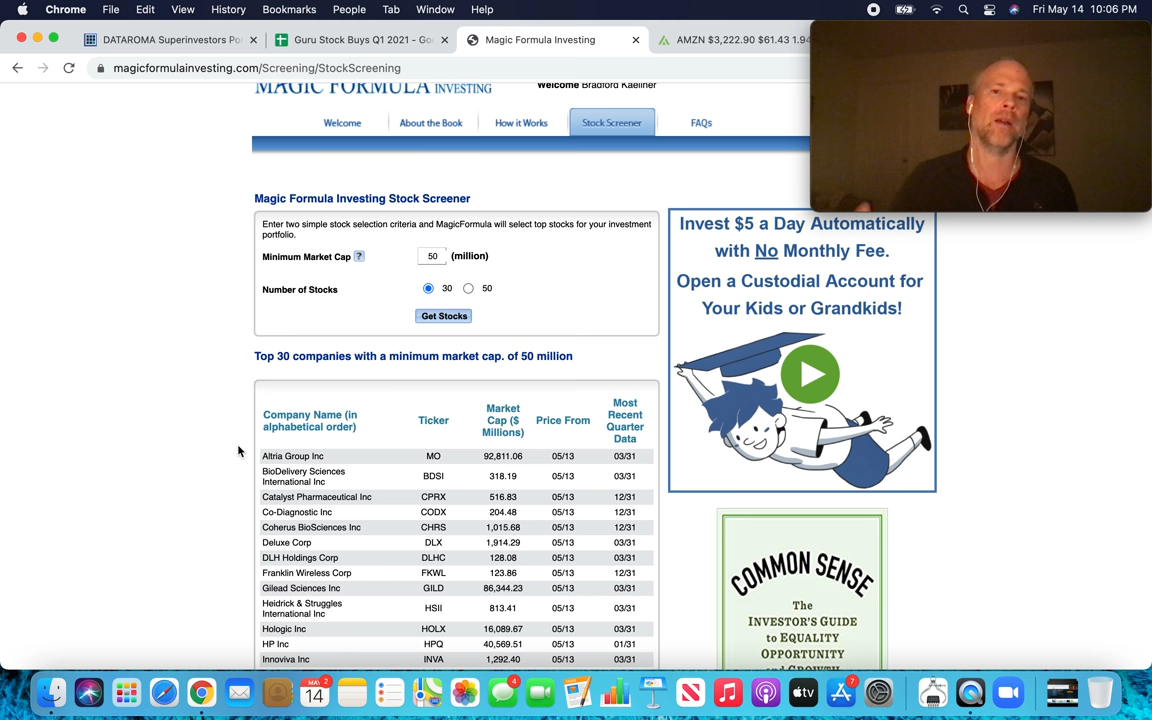 Chrome File Edit View History Bookmarks People Tab Window Help Fri May 14 10:06 PM
DATAROMA Superinvestors Po
Guru Stock Buys Q1 2021 - Go
Magic Formula Investing
AMZN $3,222.90 $61.43 1.94
magicformulainvesting.com/Screening/StockScreening
MAGIC FORMULA INVESTING
Welcome Bradford Kaellner
Welcome About the Book How it Works Stock Screener FAQs
Magic Formula Investing Stock Screener
Enter two simple stock selection criteria and MagicFormula will select top stocks for your investment
portfolio.
Minimum Market Cap ? 50 (million)
Number of Stocks 30 50
Get Stocks
Top 30 companies with a minimum market cap. of 50 million
Company Name (in
alphabetical order)
Ticker
Market
Cap ($
Millions)
Price From
Most
Recent
Quarter
Data
Altria Group Inc MO 92,811.06 05/13 03/31
BioDelivery Sciences
International Inc BDSI 318.19 05/13 03/31
Catalyst Pharmaceutical Inc CPRX 516.83 05/13 12/31
Co-Diagnostic Inc CODX 204.48 05/13 12/31
Coherus BioSciences Inc CHRS 1,015.68 05/13 12/31
Deluxe Corp DLX 1,914.29 05/13 03/31
DLH Holdings Corp DLHC 128.08 05/13 03/31
Franklin Wireless Corp FKWL 123.86 05/13 12/31
Gilead Sciences Inc GILD 86,344.23 05/13 03/31
Heidrick & Struggles
International Inc HSII 813.41 05/13 03/31
Hologic Inc HOLX 16,089.67 05/13 03/31
HP Inc HPQ 40,569.51 05/13 01/31
Innoviva Inc INVA 1,292.40 05/13 03/31
Invest $5 a Day Automatically
with No Monthly Fee.
Open a Custodial Account for
Your Kids or Grandkids!
COMMON SENSE
The
INVESTOR'S GUIDE
to EQUALITY
OPPORTUNITY
and GROWTH
MAY 2
14
4
tv
7